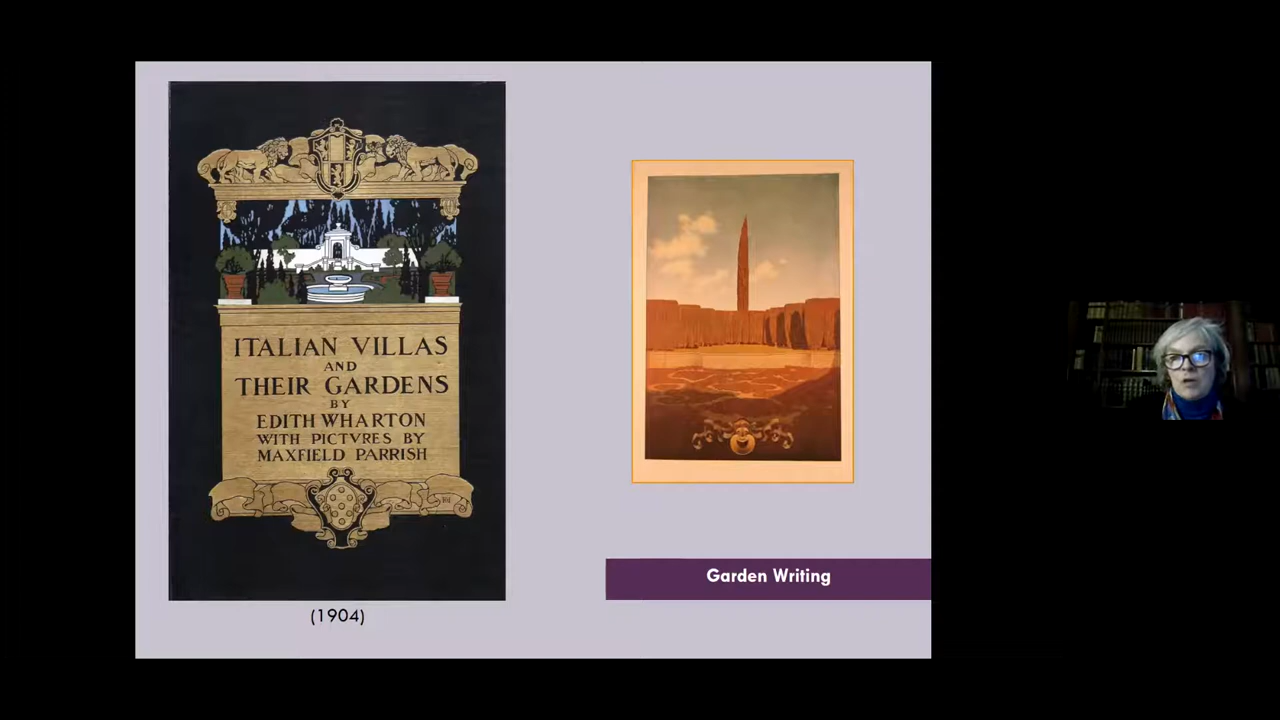 ITALIAN VILLAS
AND
THEIR GARDENS
BY
EDITH WHARTON
WITH PICTVRES BY
MAXFIELD PARRISH
(1904)
Garden Writing